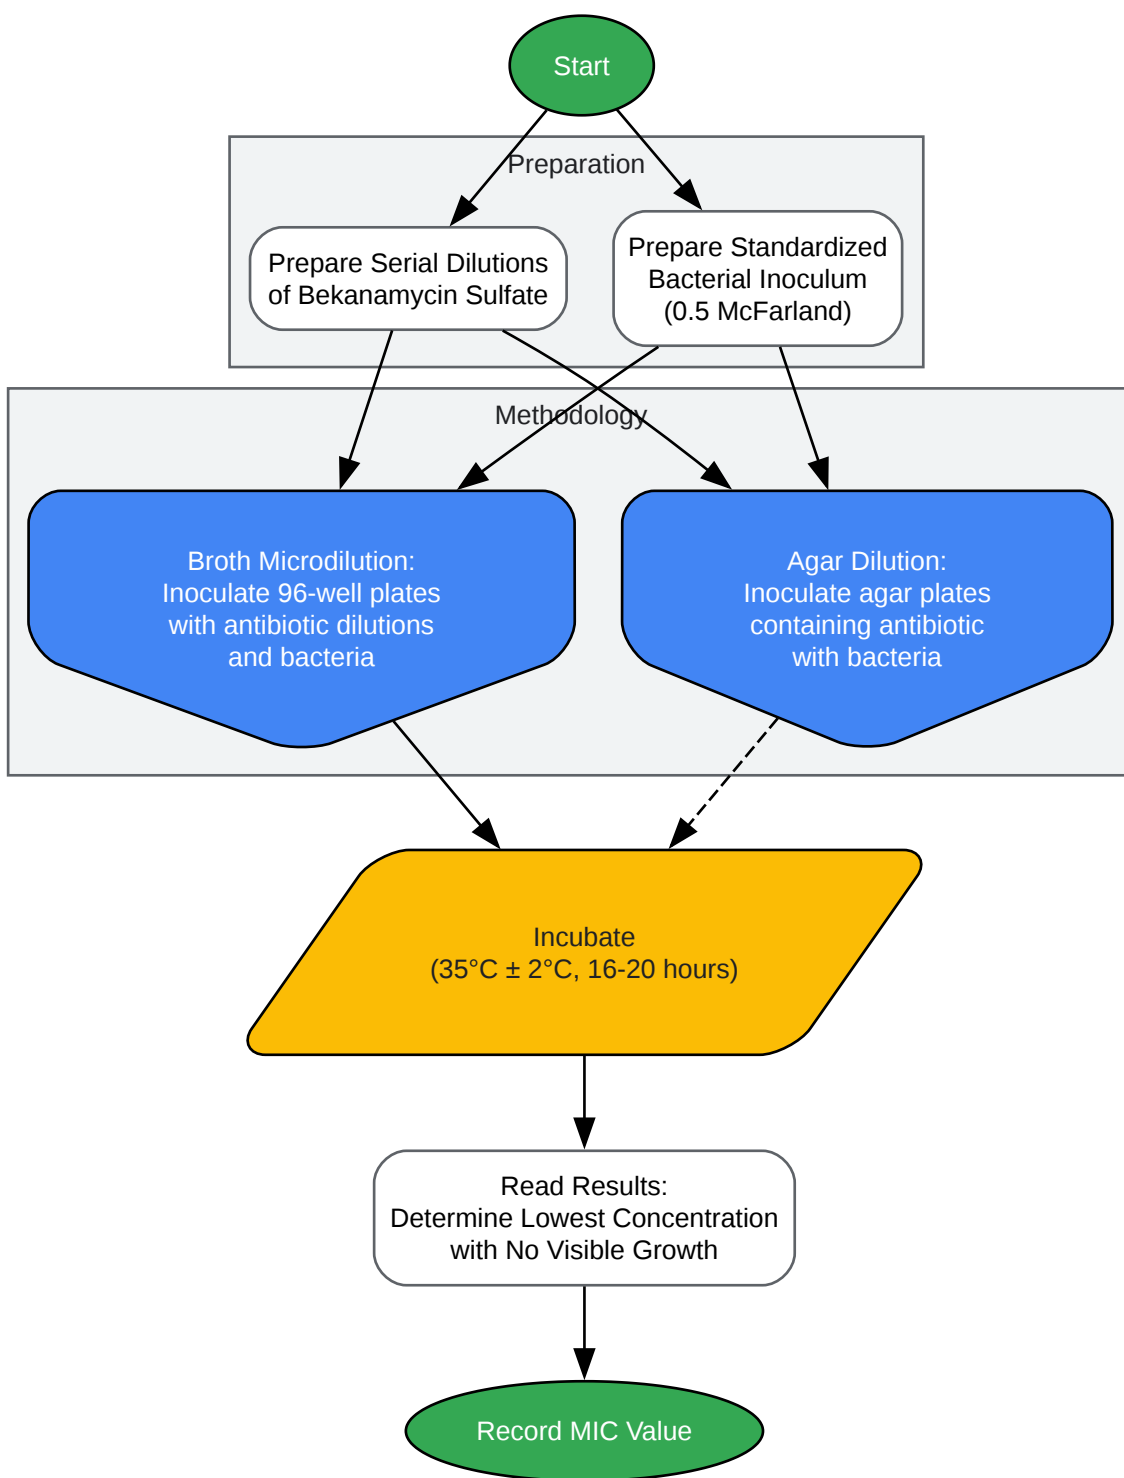 Start
Preparation
Prepare Serial Dilutions
of Bekanamycin Sulfate
Prepare Standardized
Bacterial Inoculum
(0.5 McFarland)
Methodology
Broth Microdilution:
Inoculate 96-well plates
with antibiotic dilutions
and bacteria
Agar Dilution:
Inoculate agar plates
containing antibiotic
with bacteria
Incubate
(35°C ± 2°C, 16-20 hours)
Read Results:
Determine Lowest Concentration
with No Visible Growth
Record MIC Value